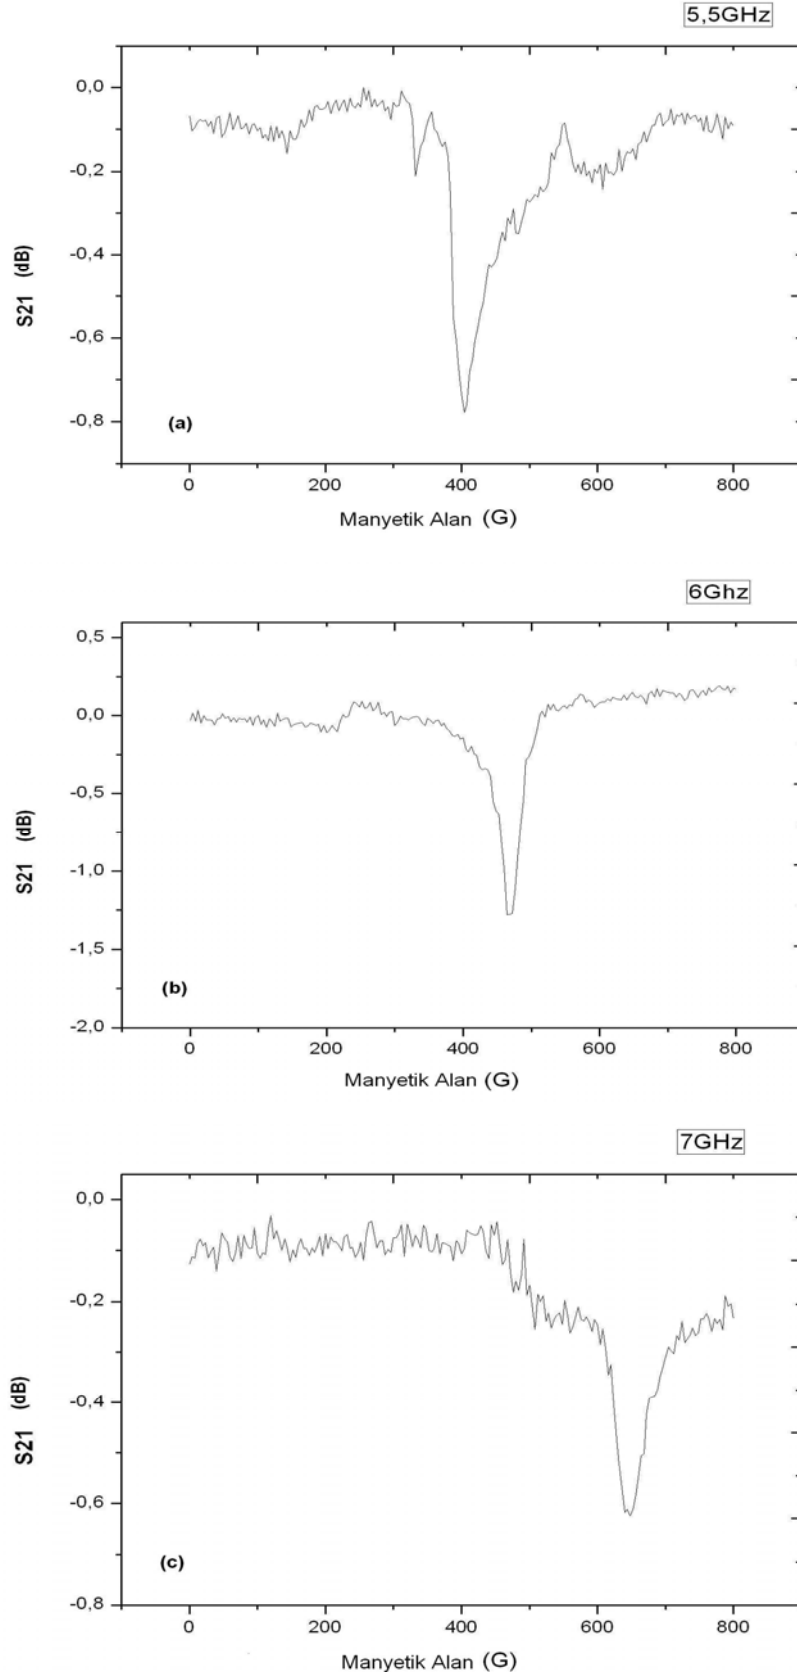 5,5GHz
0,0
-0,2
-0,4
-0,6
-0,8
S21 (dB)
(a)
0 200 400 600 800
Manyetik Alan (G)
6Ghz
0,5
0,0
-0,5
-1,0
-1,5
-2,0
S21 (dB)
(b)
0 200 400 600 800
Manyetik Alan (G)
7GHz
0,0
-0,2
-0,4
-0,6
-0,8
S21 (dB)
(c)
0 200 400 600 800
Manyetik Alan (G)